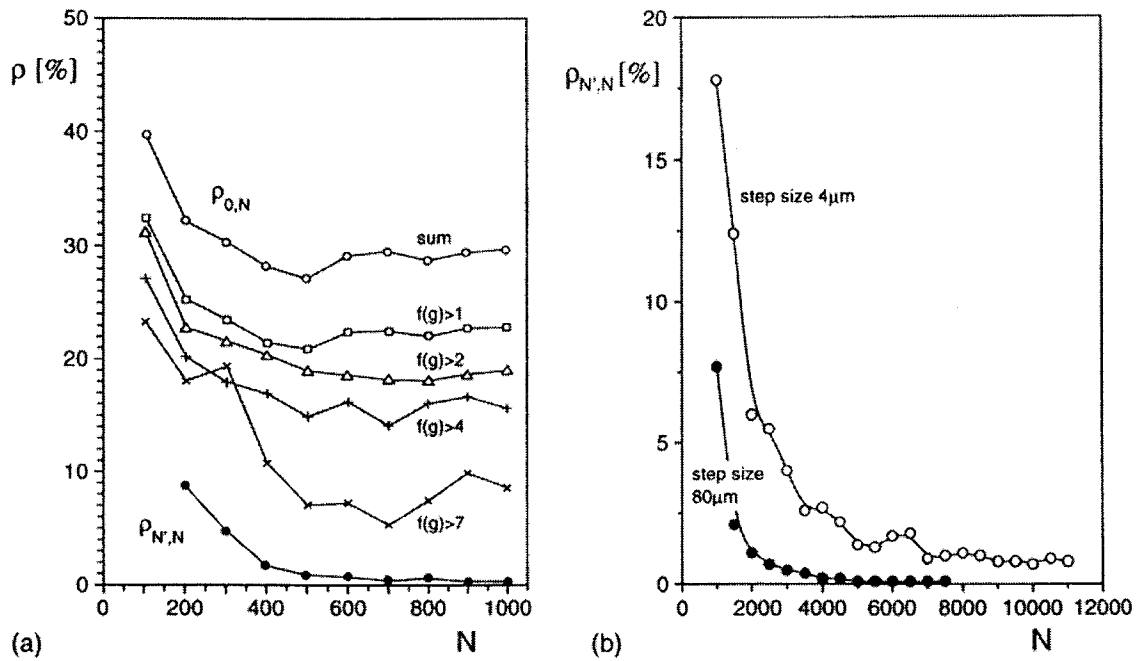 50
ρ [%]
40
30
20
10
0
ρ0,N
sum
f(g)>1
f(g)>2
f(g)>4
f(g)>7
ρN',N
0
200
400
600
800
1000
N
(a)
20
ρN',N [%]
15
10
5
0
step size 4μm
step size
80μm
0
2000
4000
6000
8000
10000
12000
N
(b)